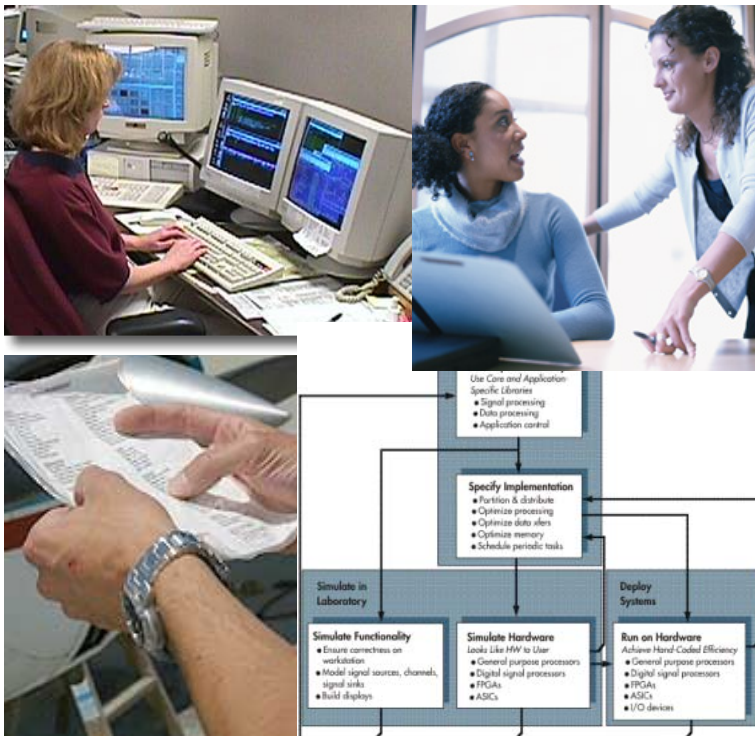 Use Core and Application-
Specific Libraries
• Signal processing
• Data processing
• Application control
Specify Implementation
• Partition & distribute
• Optimize processing
• Optimize data xfers
• Optimize memory
• Schedule periodic tasks
Simulate in
Laboratory
Deploy
Systems
Simulate Functionality
• Ensure correctness on
workstation
• Model signal sources, channels,
signal sinks
• Build displays
Simulate Hardware
Looks Like HW to User
• General purpose processors
• Digital signal processors
• FPGAs
• ASICs
Run on Hardware
Achieve Hand-Coded Efficiency
• General purpose processors
• Digital signal processors
• FPGAs
• ASICs
• I/O devices